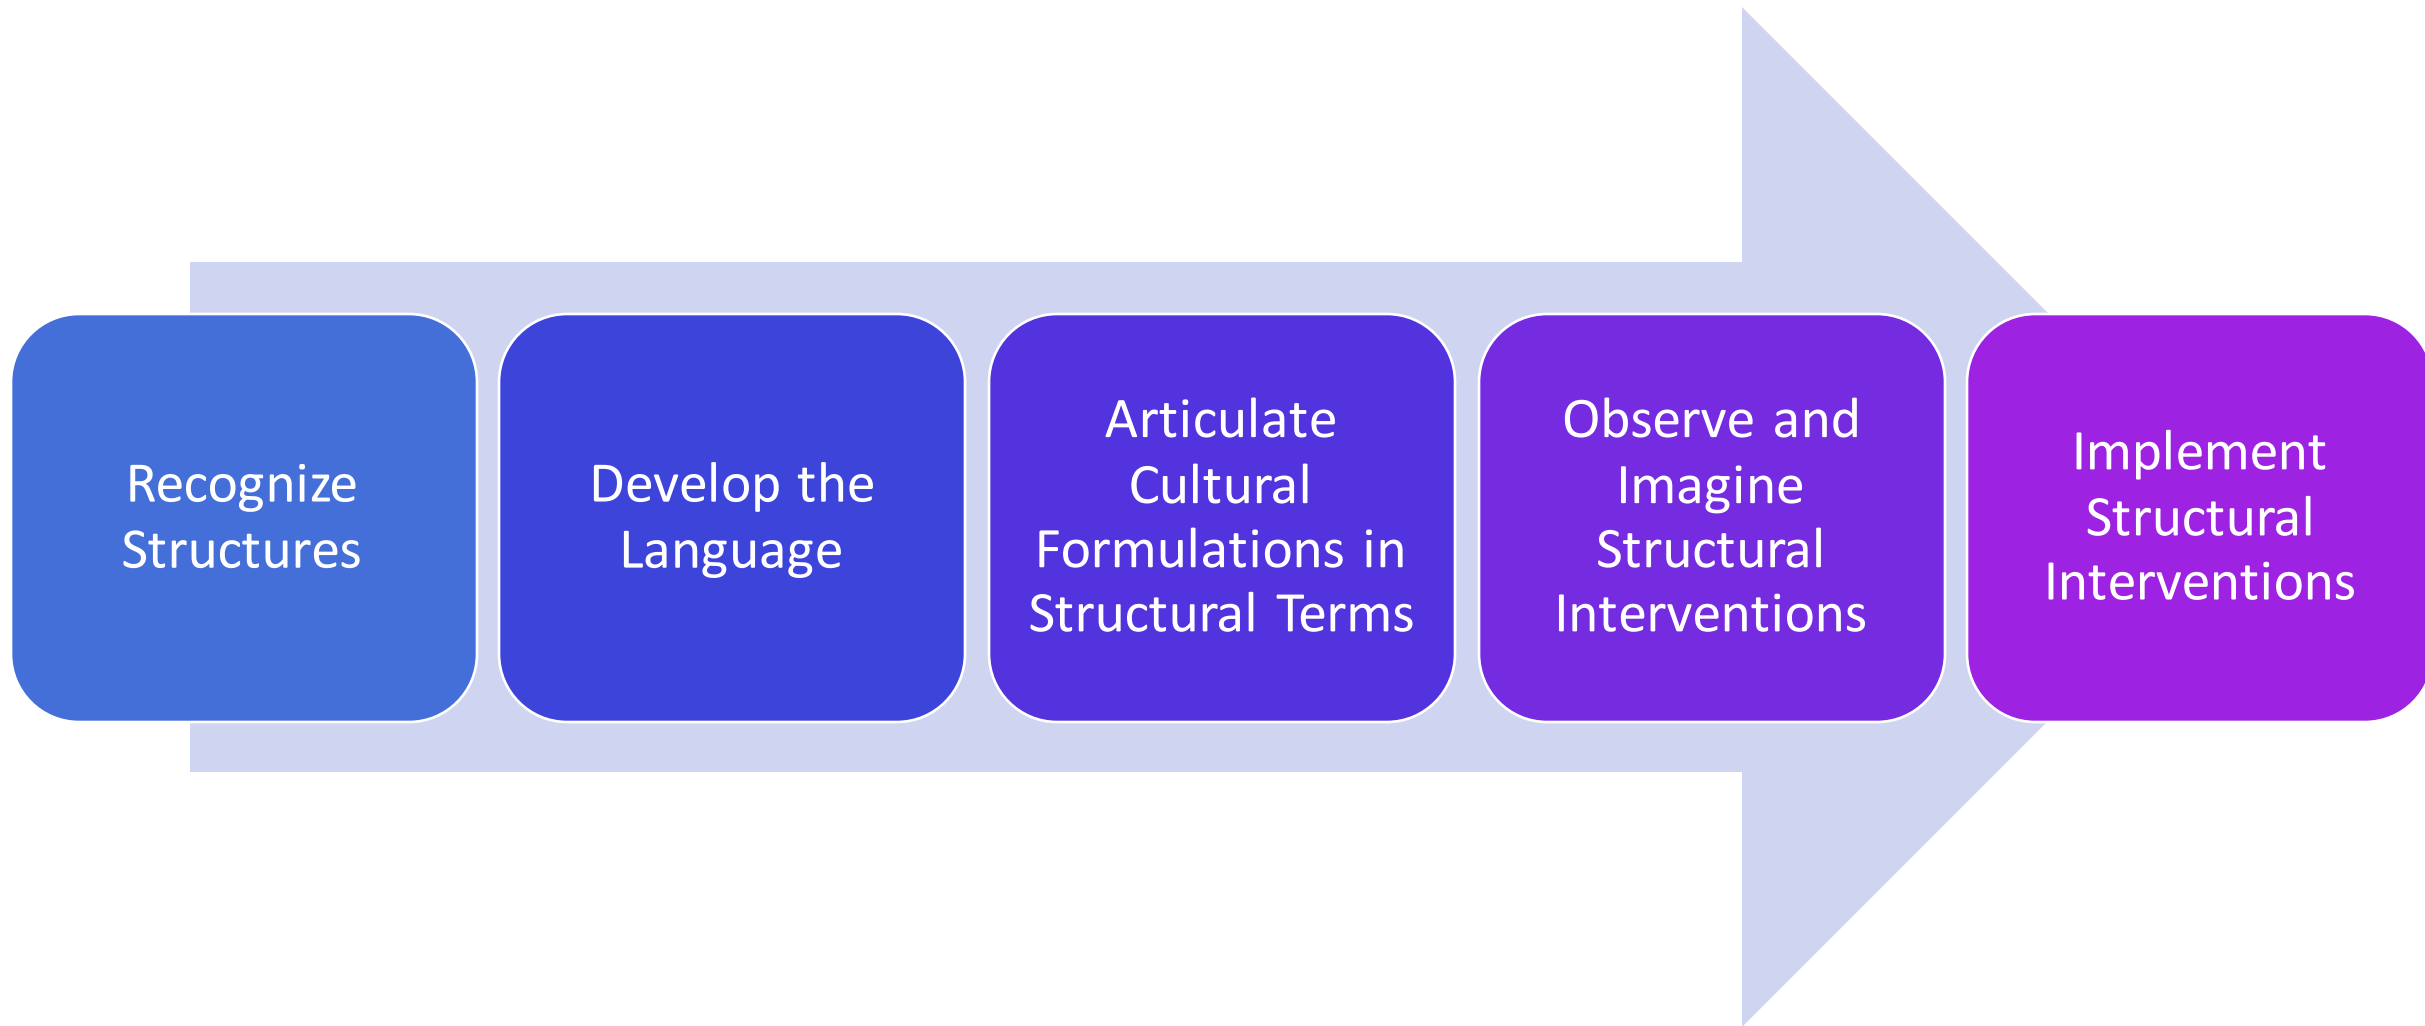 Recognize
Structures
Develop the
Language
Articulate
Cultural
Formulations in
Structural Terms
Observe and
Imagine
Structural
Interventions
Implement
Structural
Interventions